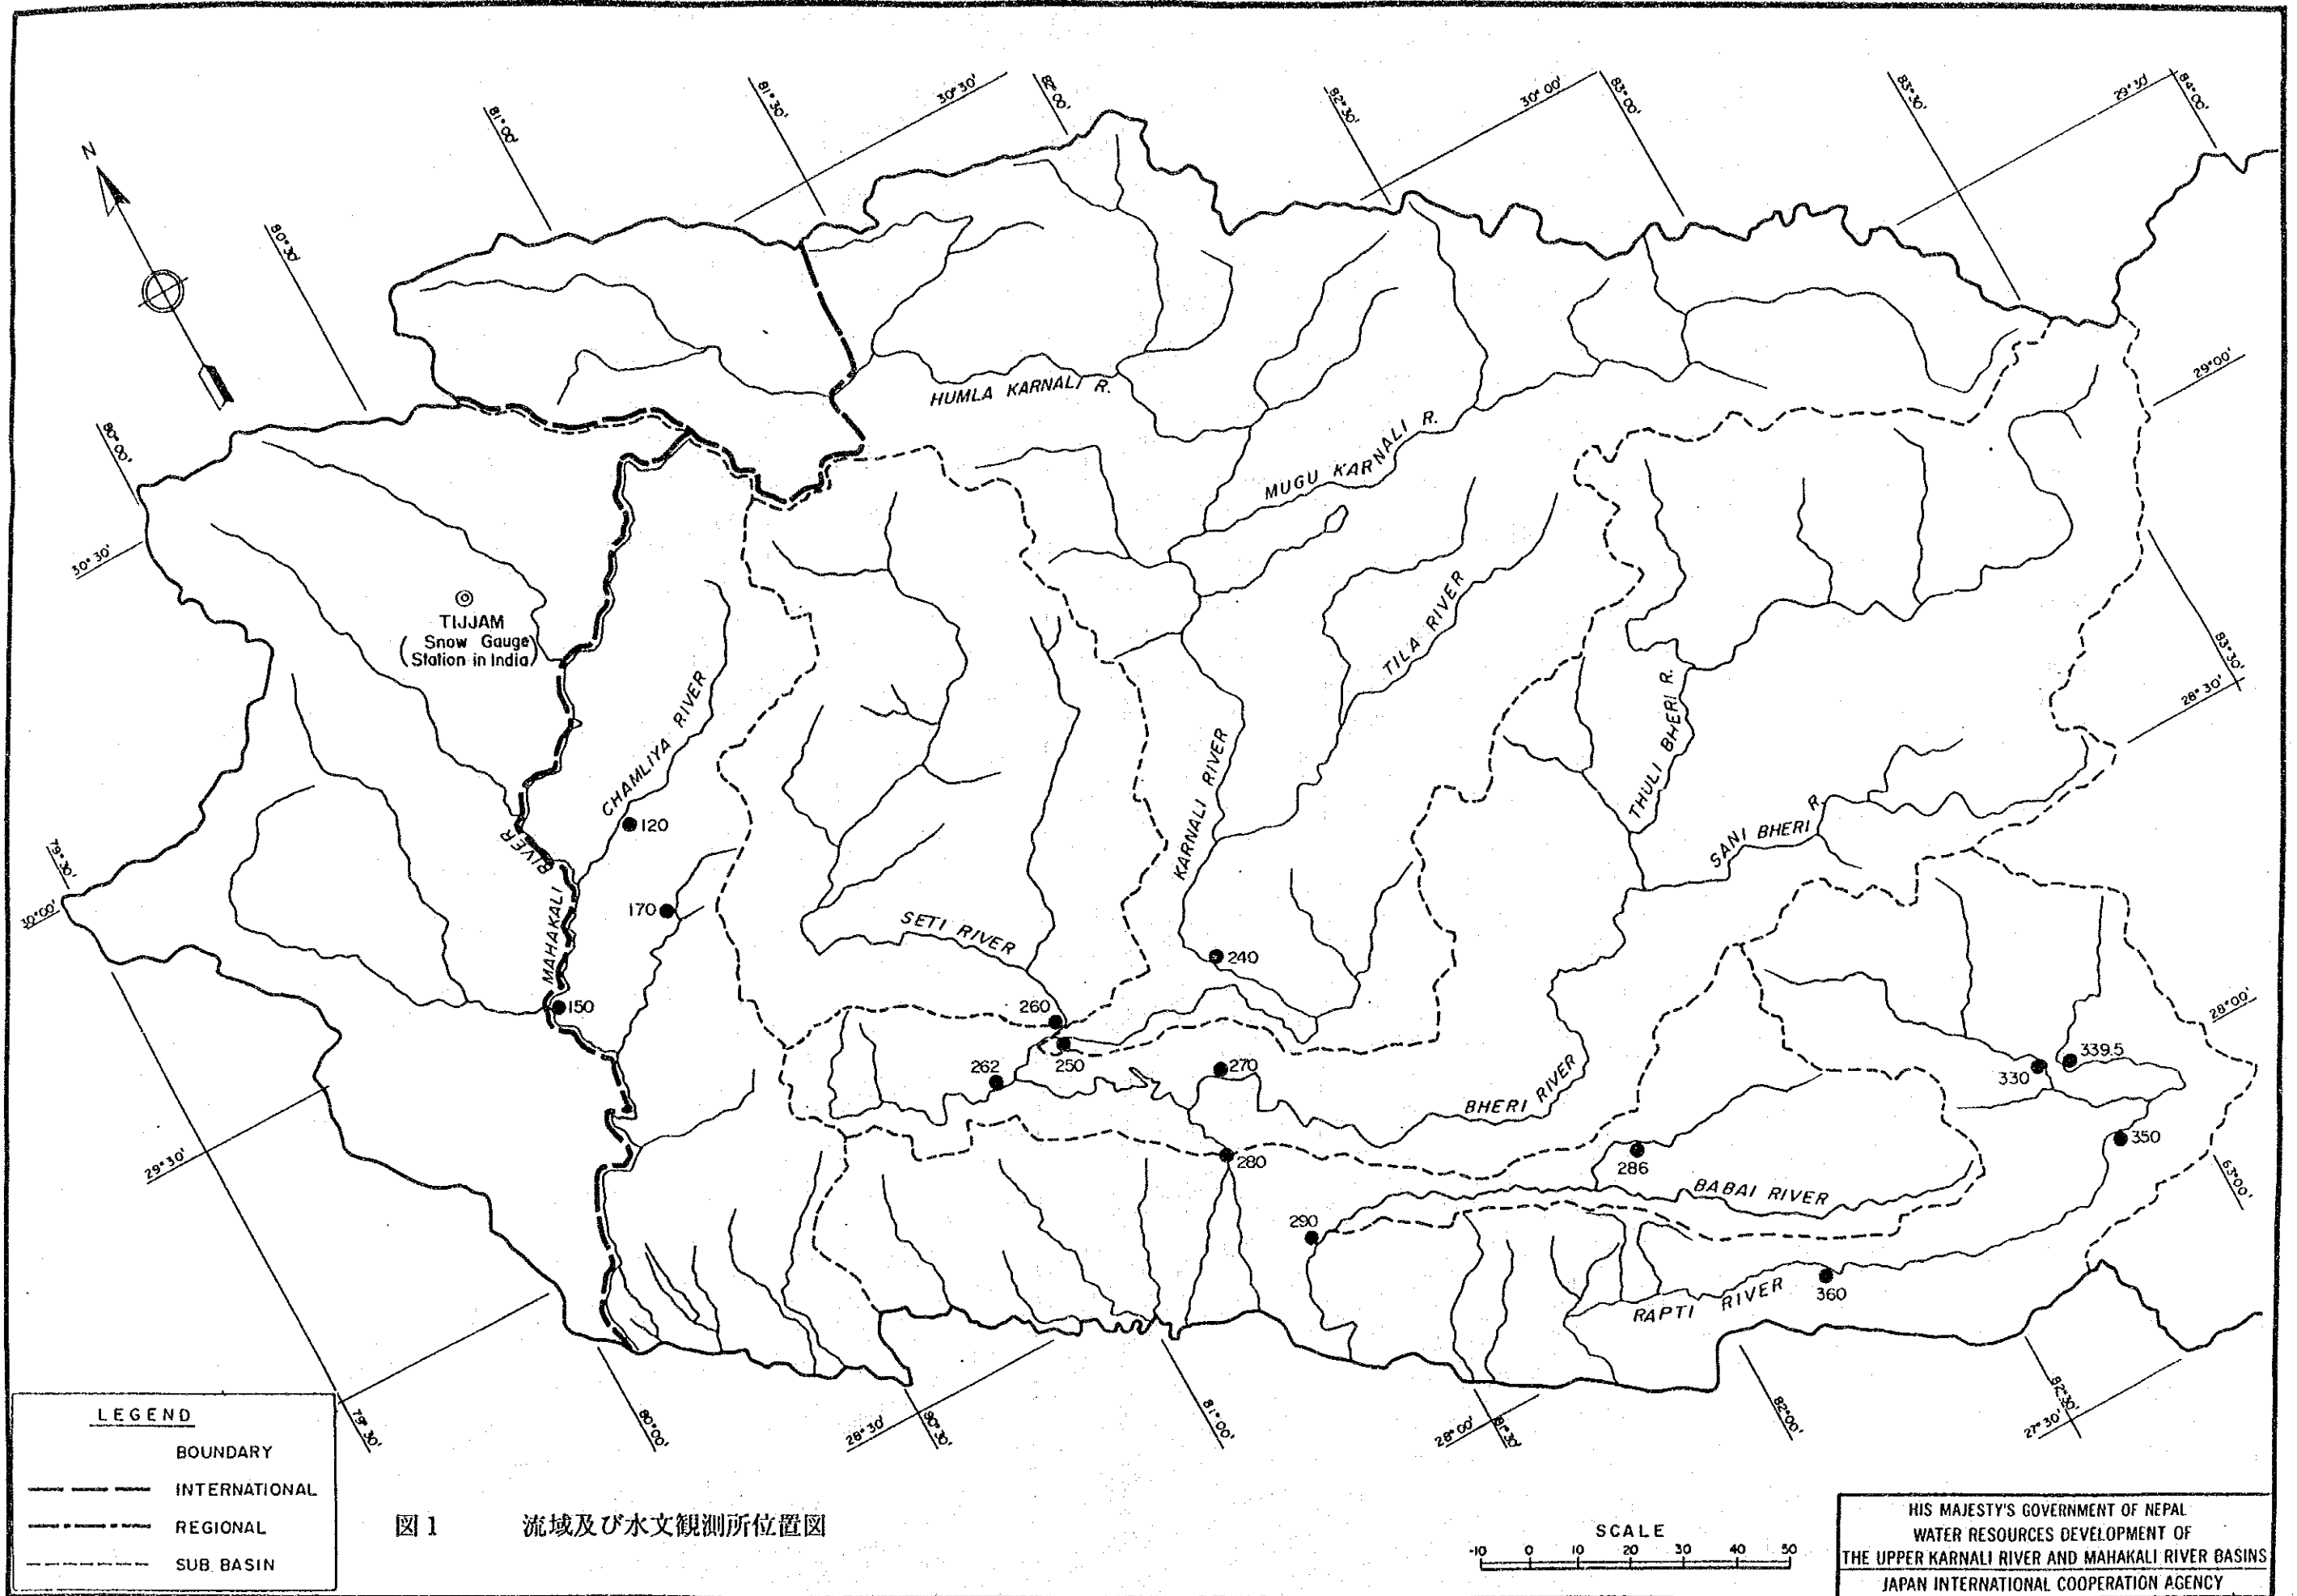 81°00'
81°30'
30°30'
82°00'
82°30'
30°00'
83°00'
83°30'
29°30'
84°00'
N
80°30'
80°00'
30°30'
29°00'
HUMLA KARNALI R.
MUGU KARNALI R.
TIJJAM
(Snow Gauge
Station in India)
CHAMLIYA RIVER
TILA RIVER
THULI BHERI R.
83°30'
28°30'
KARNALI RIVER
120
MAHAKALI RIVER
SANI BHERI R.
79°30'
30°00'
170
SETI RIVER
240
150
260
28°00'
250
262
270
BHERI RIVER
330
339.5
29°30'
280
286
350
BABAI RIVER
63°00'
290
RAPTI RIVER
360
79°30'
80°00'
28°30'
90°30'
81°00'
28°00'
81°30'
82°00'
82°30'
27°30'
LEGEND
BOUNDARY
INTERNATIONAL
REGIONAL
SUB. BASIN
図1 流域及び水文観測所位置図
SCALE
-10 0 10 20 30 40 50
HIS MAJESTY'S GOVERNMENT OF NEPAL
WATER RESOURCES DEVELOPMENT OF
THE UPPER KARNALI RIVER AND MAHAKALI RIVER BASINS
JAPAN INTERNATIONAL COOPERATION AGENCY